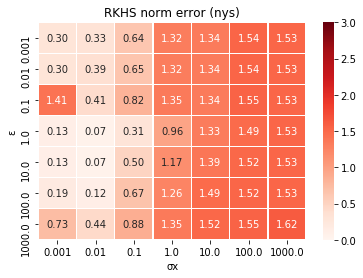 RKHS norm error (nys)
ε
0.001 0.30 0.33 0.64 1.32 1.34 1.54 1.53
0.01 0.30 0.39 0.65 1.32 1.34 1.54 1.53
0.1 1.41 0.41 0.82 1.35 1.34 1.55 1.53
1.0 0.13 0.07 0.31 0.96 1.33 1.49 1.53
10.0 0.13 0.07 0.50 1.17 1.39 1.52 1.53
100.0 0.19 0.12 0.67 1.26 1.49 1.52 1.53
1000.0 0.73 0.44 0.88 1.35 1.52 1.55 1.62
0.001 0.01 0.1 1.0 10.0 100.0 1000.0
σx
3.0
2.5
2.0
1.5
1.0
0.5
0.0